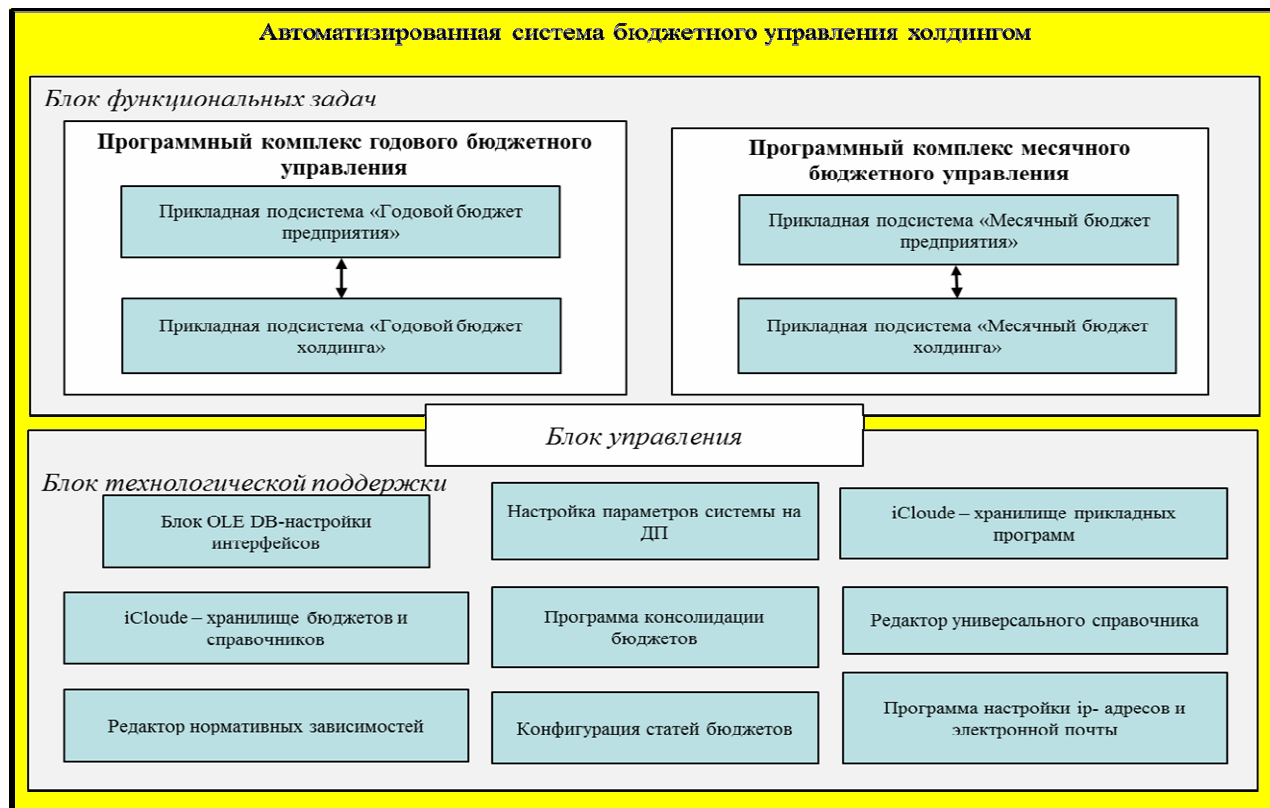 Автоматизированная система бюджетного управления холдингом
Блок функциональных задач
Программный комплекс годового бюджетного
управления
Прикладная подсистема «Годовой бюджет
предприятия»
Прикладная подсистема «Годовой бюджет
холдинга»
Программный комплекс месячного
бюджетного управления
Прикладная подсистема «Месячный бюджет
предприятия»
Прикладная подсистема «Месячный бюджет
холдинга»
Блок управления
Блок технологической поддержки
Блок OLE DB-настройки
интерфейсов
Настройка параметров системы на
ДП
iCloude – хранилище прикладных
программ
iCloude – хранилище бюджетов и
справочников
Программа консолидации
бюджетов
Редактор универсального справочника
Редактор нормативных зависимостей
Конфигурация статей бюджетов
Программа настройки ip- адресов и
электронной почты